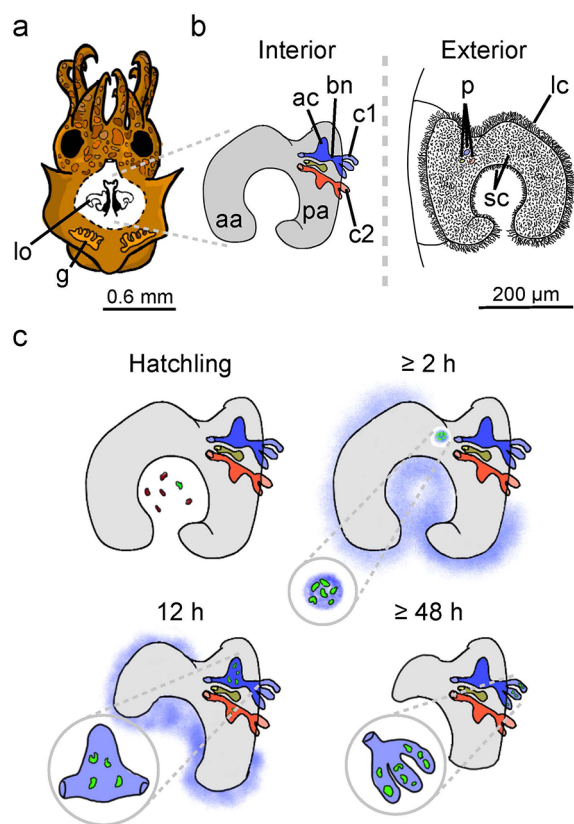 a
b
Interior
Exterior
ac
bn
c1
p
lc
aa
pa
c2
sc
lo
g
0.6 mm
200 µm
c
Hatchling
≥ 2 h
12 h
≥ 48 h